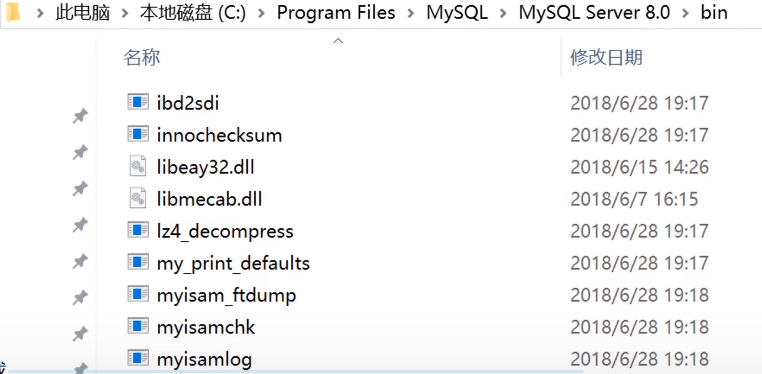 此电脑 > 本地磁盘 (C:) > Program Files > MySQL > MySQL Server 8.0 > bin
名称 修改日期
ibd2sdi 2018/6/28 19:17
innochecksum 2018/6/28 19:17
libeay32.dll 2018/6/15 14:26
libmecab.dll 2018/6/7 16:15
lz4_decompress 2018/6/28 19:17
my_print_defaults 2018/6/28 19:17
myisam_ftdump 2018/6/28 19:18
myisamchk 2018/6/28 19:18
myisamlog 2018/6/28 19:18